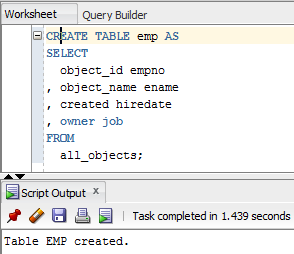 Worksheet Query Builder
CREATE TABLE emp AS
SELECT
object_id empno
, object_name ename
, created hiredate
, owner job
FROM
all_objects;
Script Output x
Task completed in 1.439 seconds
Table EMP created.